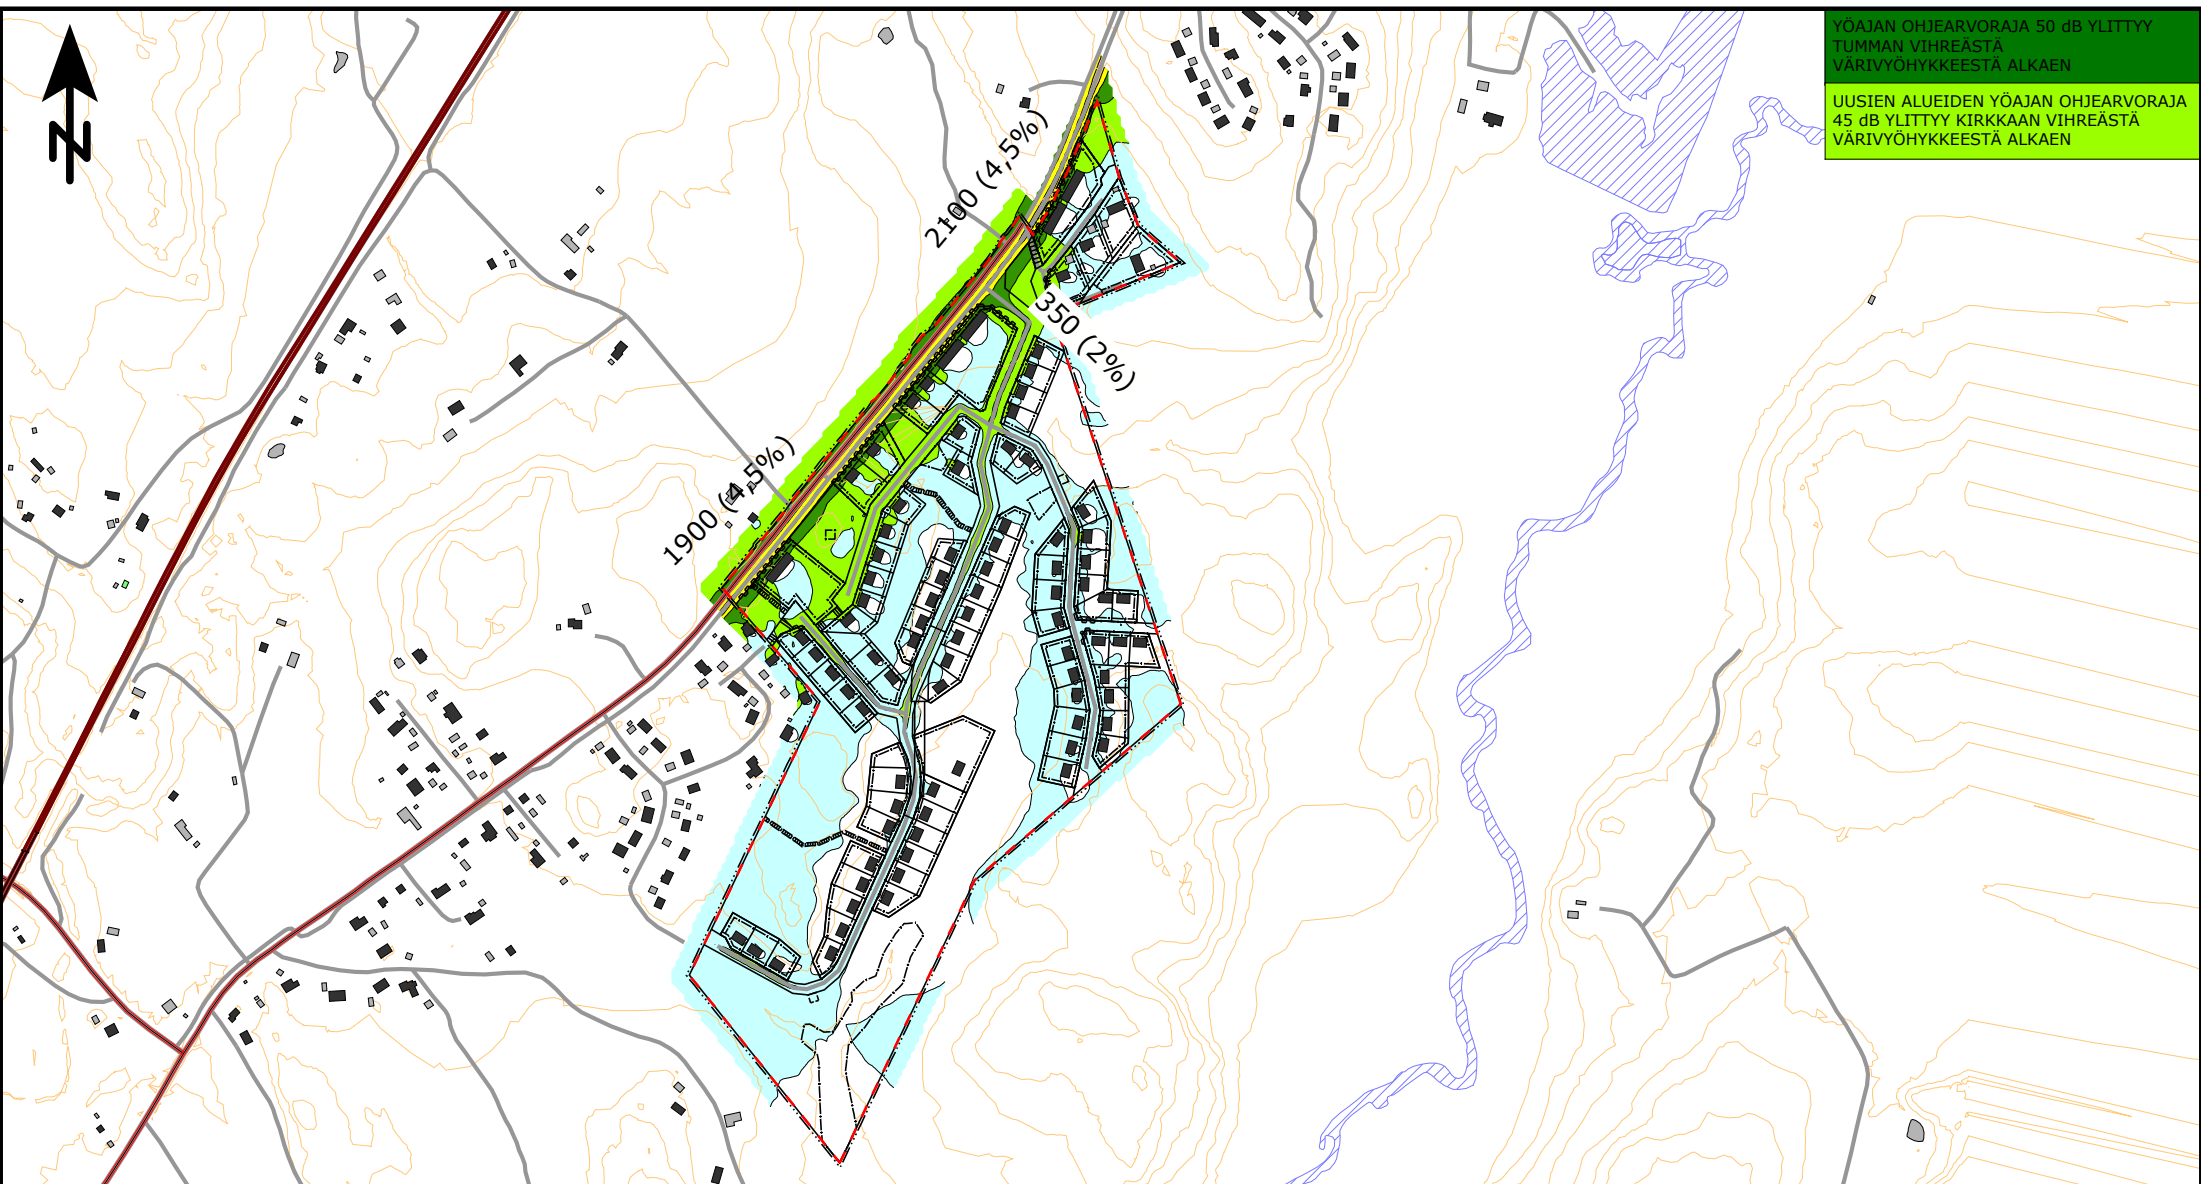 YÖAJAN OHJEARVORAJA 50 dB YLITTYY
TUMMAN VIHREÄSTÄ
VÄRIVYÖHYKKEESTÄ ALKAEN
UUSIEN ALUEIDEN YÖAJAN OHJEARVORAJA
45 dB YLITTYY KIRKKAAN VIHREÄSTÄ
VÄRIVYÖHYKKEESTÄ ALKAEN
N
2100 (4,5%)
350 (2%)
1900 (4,5%)